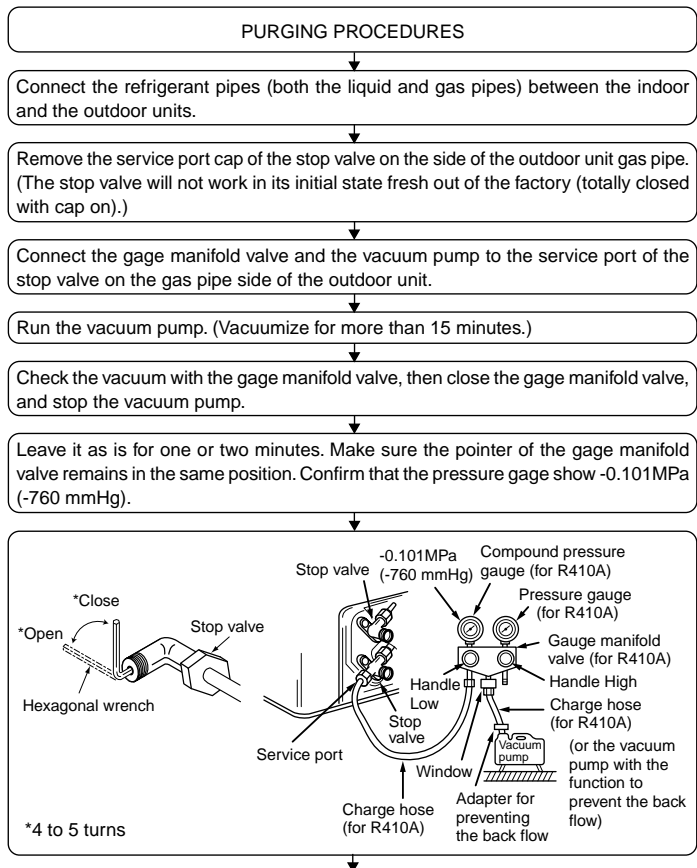 PURGING PROCEDURES
Connect the refrigerant pipes (both the liquid and gas pipes) between the indoor
and the outdoor units.
Remove the service port cap of the stop valve on the side of the outdoor unit gas pipe.
(The stop valve will not work in its initial state fresh out of the factory (totally closed
with cap on).)
Connect the gage manifold valve and the vacuum pump to the service port of the
stop valve on the gas pipe side of the outdoor unit.
Run the vacuum pump. (Vacuumize for more than 15 minutes.)
Check the vacuum with the gage manifold valve, then close the gage manifold valve,
and stop the vacuum pump.
Leave it as is for one or two minutes. Make sure the pointer of the gage manifold
valve remains in the same position. Confirm that the pressure gage show -0.101MPa
(-760 mmHg).
*Close
*Open
Stop valve
Hexagonal wrench
*4 to 5 turns
Stop valve
-0.101MPa
(-760 mmHg)
Compound pressure
gauge (for R410A)
Pressure gauge
(for R410A)
Gauge manifold
valve (for R410A)
Handle
Low
Handle High
Stop
valve
Service port
Charge hose
(for R410A)
Window
Charge hose
(for R410A)
Vacuum
pump
Adapter for
preventing
the back flow
(or the vacuum
pump with the
function to
prevent the back
flow)